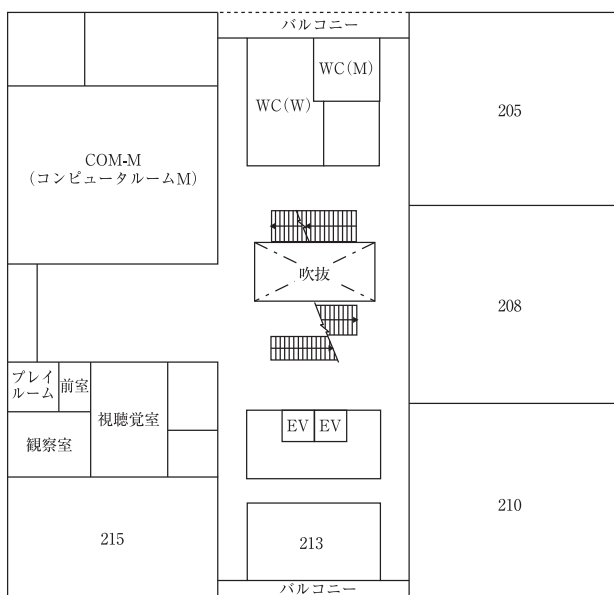 バルコニー
WC(M)
WC(W)
205
COM-M
(コンピュータルームM)
吹抜
208
プレイ
ルーム
前室
視聴覚室
観察室
EV
EV
210
215
213
バルコニー